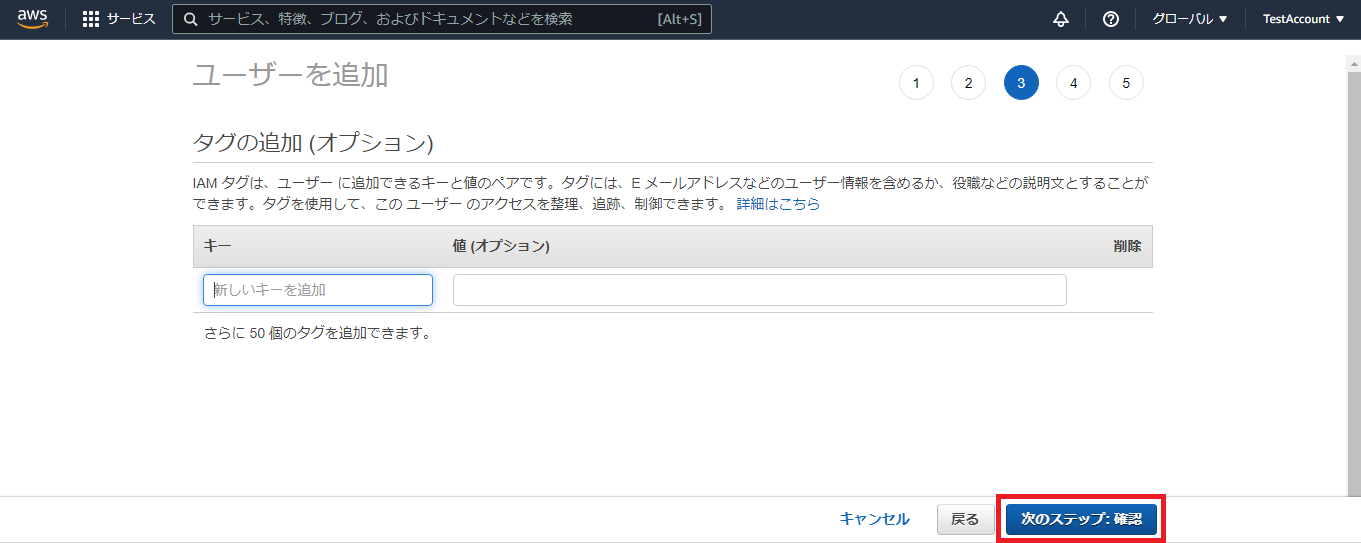 aws サービス サービス、特徴、ブログ、およびドキュメントなどを検索 [Alt+S] グローバル ▼ TestAccount ▼
ユーザーを追加 1 2 3 4 5
タグの追加 (オプション)
IAM タグは、ユーザー に追加できるキーと値のペアです。タグには、E メールアドレスなどのユーザー情報を含めるか、役職などの説明文とすることが
できます。タグを使用して、この ユーザー のアクセスを整理、追跡、制御できます。 詳細はこちら
キー 値 (オプション) 削除
新しいキーを追加
さらに 50 個のタグを追加できます。
キャンセル 戻る 次のステップ: 確認